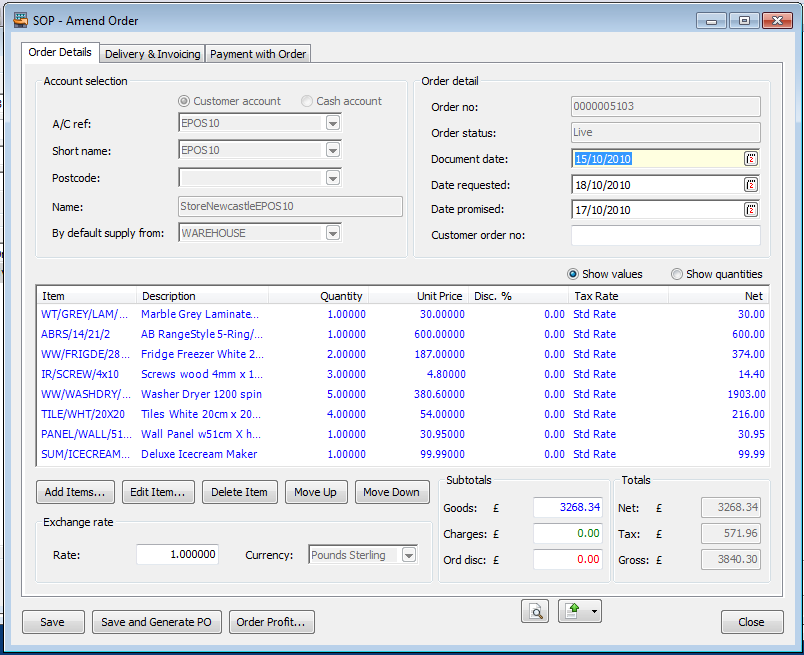 SOP - Amend Order
Order Details Delivery & Invoicing Payment with Order
Account selection
Customer account Cash account
A/C ref: EPOS10
Short name: EPOS10
Postcode:
Name: StoreNewcastleEPOS10
By default supply from: WAREHOUSE
Order detail
Order no: 0000005103
Order status: Live
Document date: 15/10/2010
Date requested: 18/10/2010
Date promised: 17/10/2010
Customer order no:
Show values Show quantities
Item Description Quantity Unit Price Disc. % Tax Rate Net
WT/GREY/LAM/... Marble Grey Laminate... 1.00000 30.00000 0.00 Std Rate 30.00
ABRS/14/21/2 AB RangeStyle 5-Ring/... 1.00000 600.00000 0.00 Std Rate 600.00
WW/FRIGDE/28... Fridge Freezer White 2... 2.00000 187.00000 0.00 Std Rate 374.00
IR/SCREW/4x10 Screws wood 4mm x 1... 3.00000 4.80000 0.00 Std Rate 14.40
WW/WASHDRY/... Washer Dryer 1200 spin 5.00000 380.60000 0.00 Std Rate 1903.00
TILE/WHT/20X20 Tiles White 20cm x 20... 4.00000 54.00000 0.00 Std Rate 216.00
PANEL/WALL/51... Wall Panel w51cm X h... 1.00000 30.95000 0.00 Std Rate 30.95
SUM/ICECREAM... Deluxe Icecream Maker 1.00000 99.99000 0.00 Std Rate 99.99
Add Items... Edit Item... Delete Item Move Up Move Down
Exchange rate
Rate: 1.000000 Currency: Pounds Sterling
Subtotals
Goods: £ 3268.34
Charges: £ 0.00
Ord disc: £ 0.00
Totals
Net: £ 3268.34
Tax: £ 571.96
Gross: £ 3840.30
Save Save and Generate PO Order Profit... Close